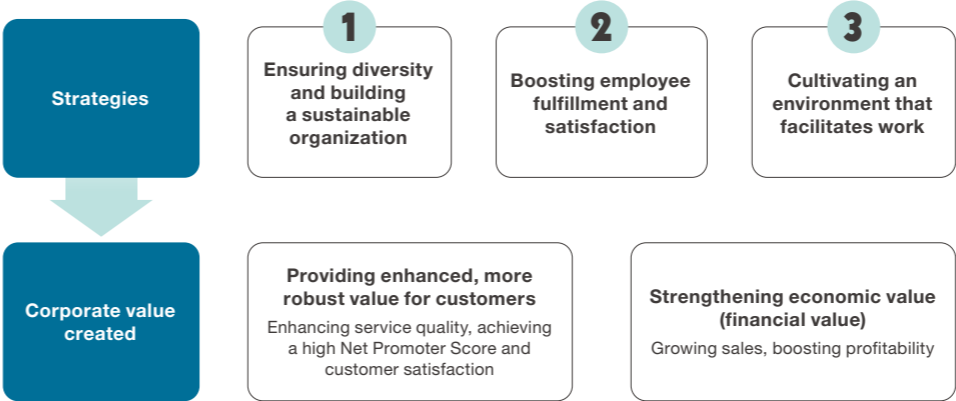 Strategies
1
Ensuring diversity
and building
a sustainable
organization
2
Boosting employee
fulfillment and
satisfaction
3
Cultivating an
environment that
facilitates work
Corporate value
created
Providing enhanced, more
robust value for customers
Enhancing service quality, achieving
a high Net Promoter Score and
customer satisfaction
Strengthening economic value
(financial value)
Growing sales, boosting profitability